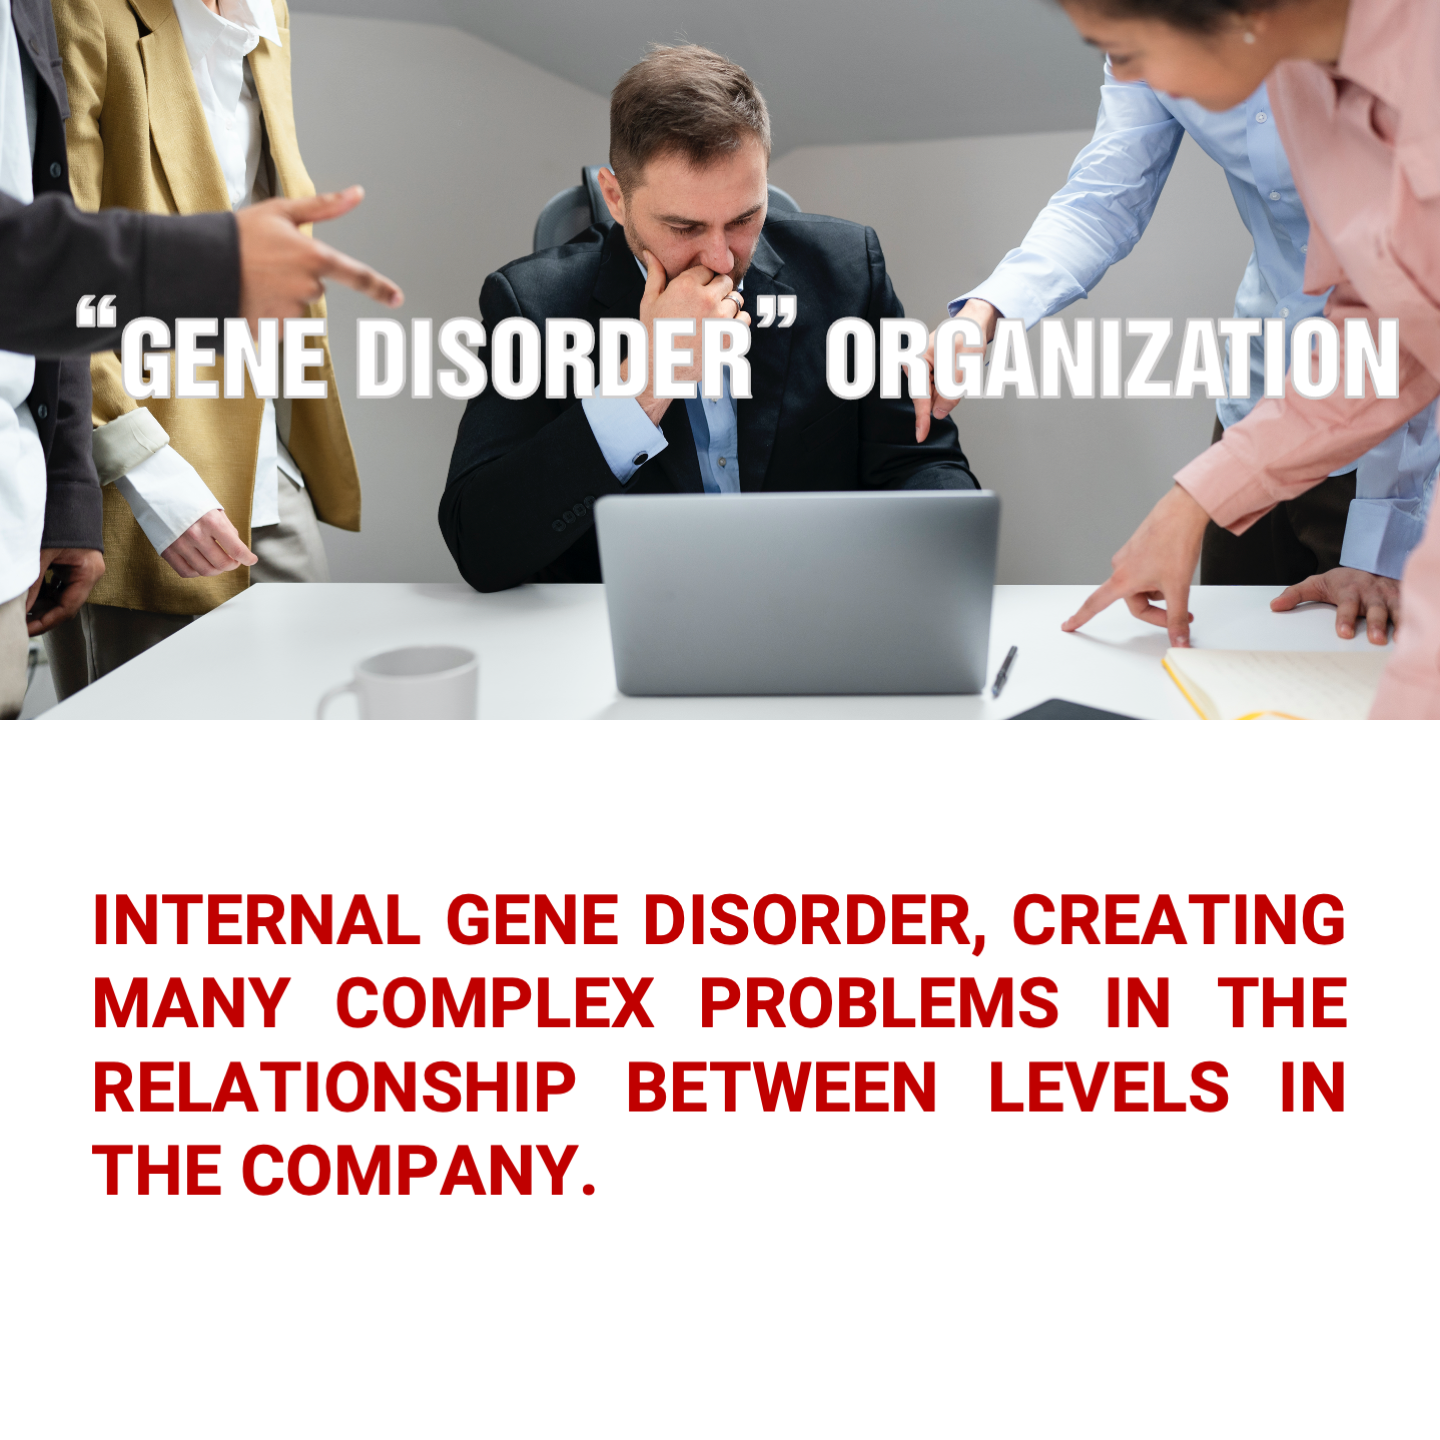 “GENE DISORDER” ORGANIZATION
INTERNAL GENE DISORDER, CREATING
MANY COMPLEX PROBLEMS IN THE
RELATIONSHIP BETWEEN LEVELS IN
THE COMPANY.